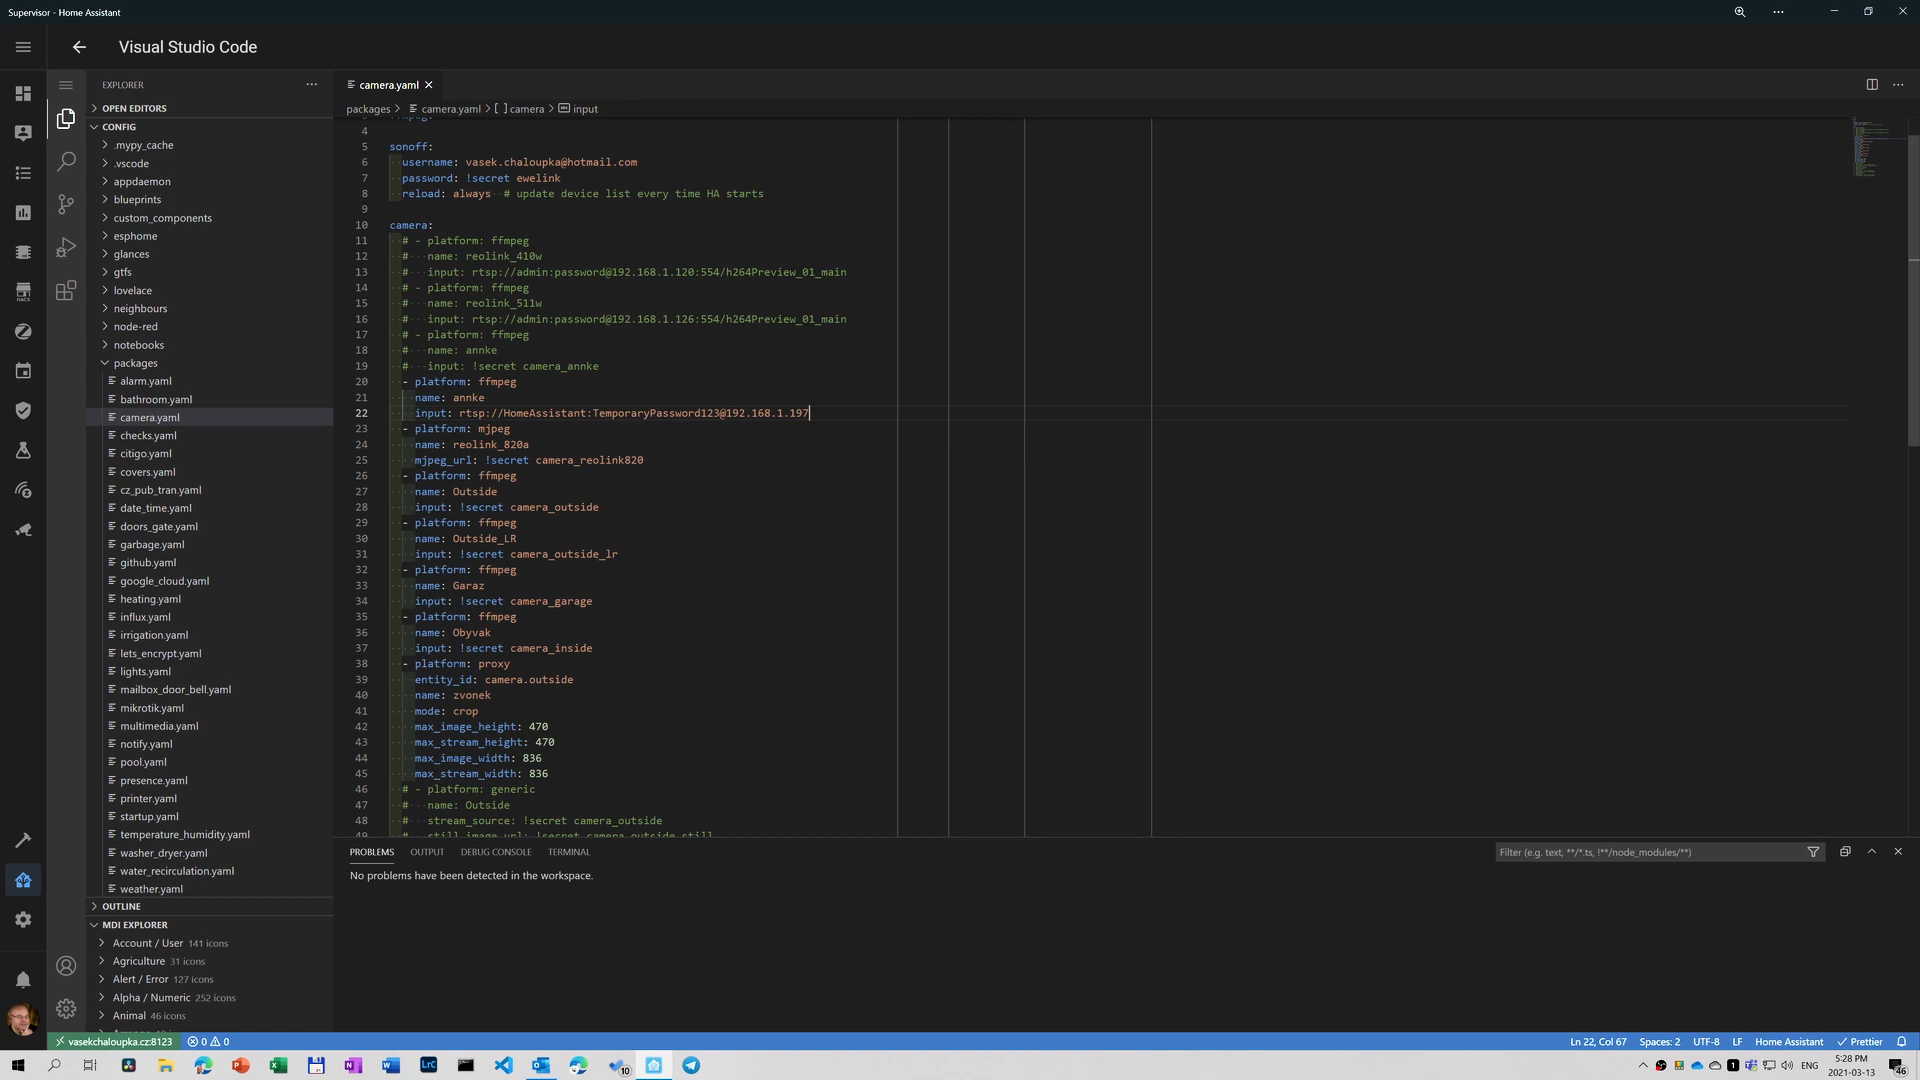 Supervisor - Home Assistant
Visual Studio Code
EXPLORER
OPEN EDITORS
CONFIG
.mypy_cache
.vscode
appdaemon
blueprints
custom_components
esphome
glances
gtfs
lovelace
neighbours
node-red
notebooks
packages
alarm.yaml
bathroom.yaml
camera.yaml
checks.yaml
citigo.yaml
covers.yaml
cz_pub_tran.yaml
date_time.yaml
doors_gate.yaml
garbage.yaml
github.yaml
google_cloud.yaml
heating.yaml
influx.yaml
irrigation.yaml
lets_encrypt.yaml
lights.yaml
mailbox_door_bell.yaml
mikrotik.yaml
multimedia.yaml
notify.yaml
pool.yaml
presence.yaml
printer.yaml
startup.yaml
temperature_humidity.yaml
washer_dryer.yaml
water_recirculation.yaml
weather.yaml
OUTLINE
MDI EXPLORER
Account / User 141 icons
Agriculture 31 icons
Alert / Error 127 icons
Alpha / Numeric 252 icons
Animal 46 icons
camera.yaml
packages > camera.yaml > [ ] camera > input
4
5 sonoff:
6 username: vasek.chaloupka@hotmail.com
7 password: !secret ewelink
8 reload: always # update device list every time HA starts
9
10 camera:
11 # - platform: ffmpeg
12 # name: reolink_410w
13 # input: rtsp://admin:password@192.168.1.120:554/h264Preview_01_main
14 # - platform: ffmpeg
15 # name: reolink_511w
16 # input: rtsp://admin:password@192.168.1.126:554/h264Preview_01_main
17 # - platform: ffmpeg
18 # name: annke
19 # input: !secret camera_annke
20 - platform: ffmpeg
21 name: annke
22 input: rtsp://HomeAssistant:TemporaryPassword123@192.168.1.197
23 - platform: mjpeg
24 name: reolink_820a
25 mjpeg_url: !secret camera_reolink820
26 - platform: ffmpeg
27 name: Outside
28 input: !secret camera_outside
29 - platform: ffmpeg
30 name: Outside_LR
31 input: !secret camera_outside_lr
32 - platform: ffmpeg
33 name: Garaz
34 input: !secret camera_garage
35 - platform: ffmpeg
36 name: Obyvak
37 input: !secret camera_inside
38 - platform: proxy
39 entity_id: camera.outside
40 name: zvonek
41 mode: crop
42 max_image_height: 470
43 max_stream_height: 470
44 max_image_width: 836
45 max_stream_width: 836
46 # - platform: generic
47 # name: Outside
48 # stream_source: !secret camera_outside
49 # still_image_url: !secret camera_outside_still
PROBLEMS OUTPUT DEBUG CONSOLE TERMINAL
Filter (e.g. text, **/*.ts, !**/node_modules/**)
No problems have been detected in the workspace.
vasekchaloupka.cz:8123 0 0
Ln 22, Col 67 Spaces: 2 UTF-8 LF Home Assistant Prettier
HACS
LrC
10
1
ENG
5:28 PM
2021-03-13
46